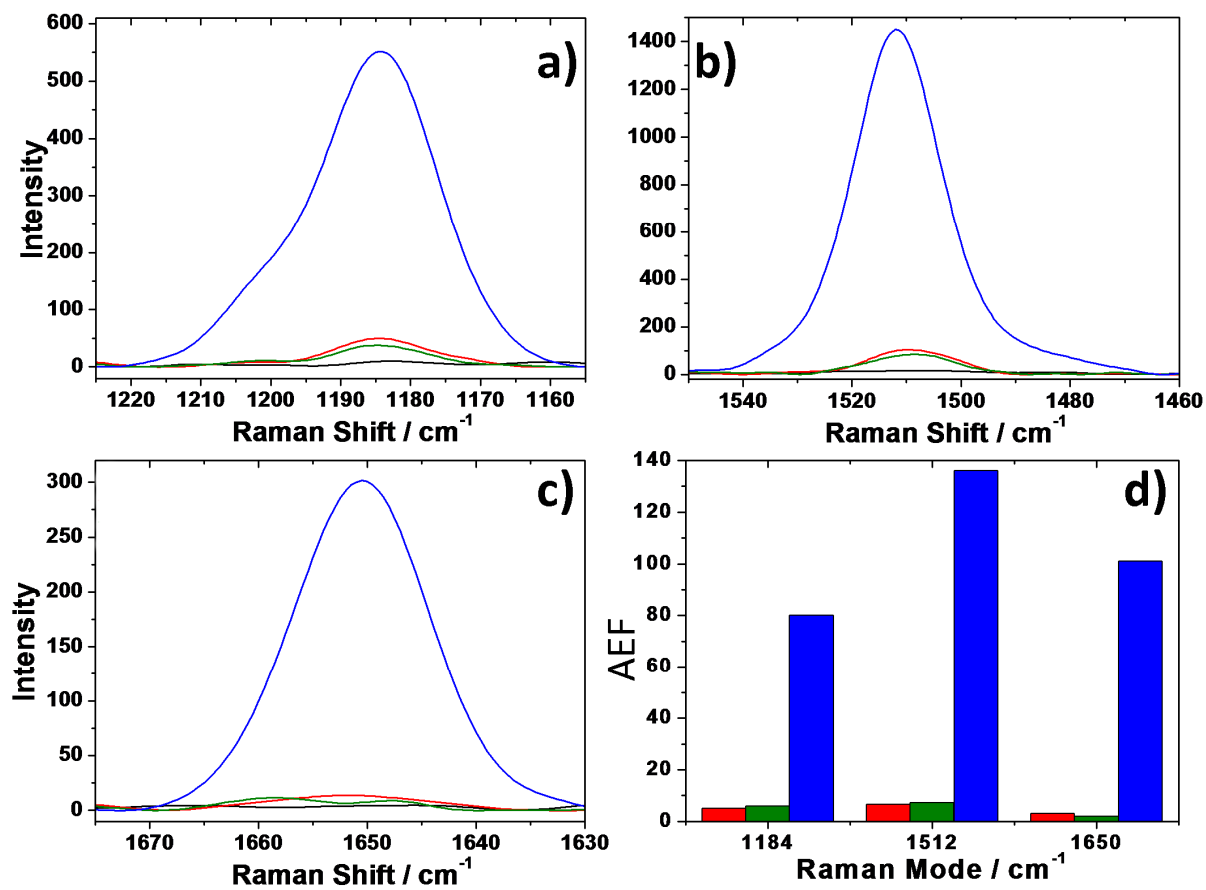 a)
Intensity
600
500
400
300
200
100
0
1220 1210 1200 1190 1180 1170 1160
Raman Shift / cm⁻¹
b)
1400
1200
1000
800
600
400
200
0
1540 1520 1500 1480 1460
Raman Shift / cm⁻¹
c)
Intensity
300
250
200
150
100
50
0
1670 1660 1650 1640 1630
Raman Shift / cm⁻¹
d)
AEF
140
120
100
80
60
40
20
0
1184 1512 1650
Raman Mode / cm⁻¹